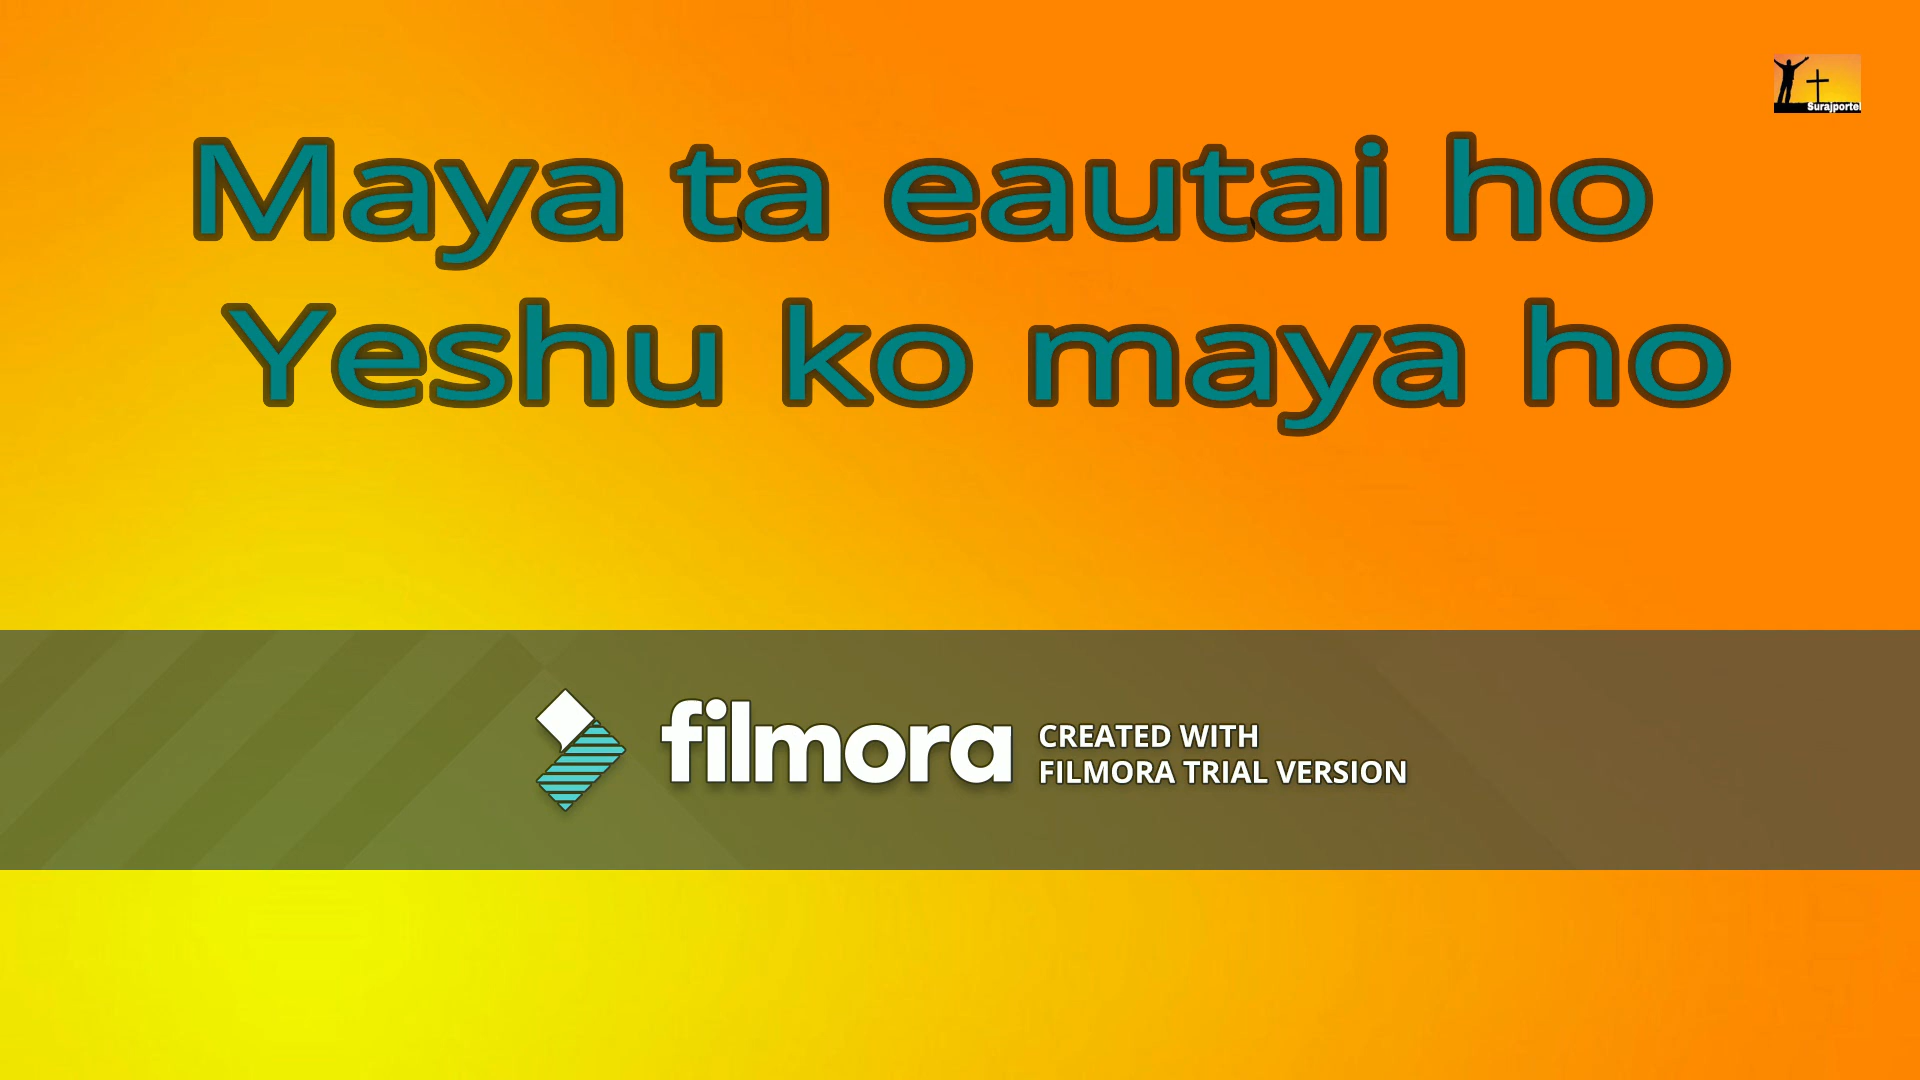 Surajportel
Maya ta eautai ho
Yeshu ko maya ho
filmora
CREATED WITH
FILMORA TRIAL VERSION